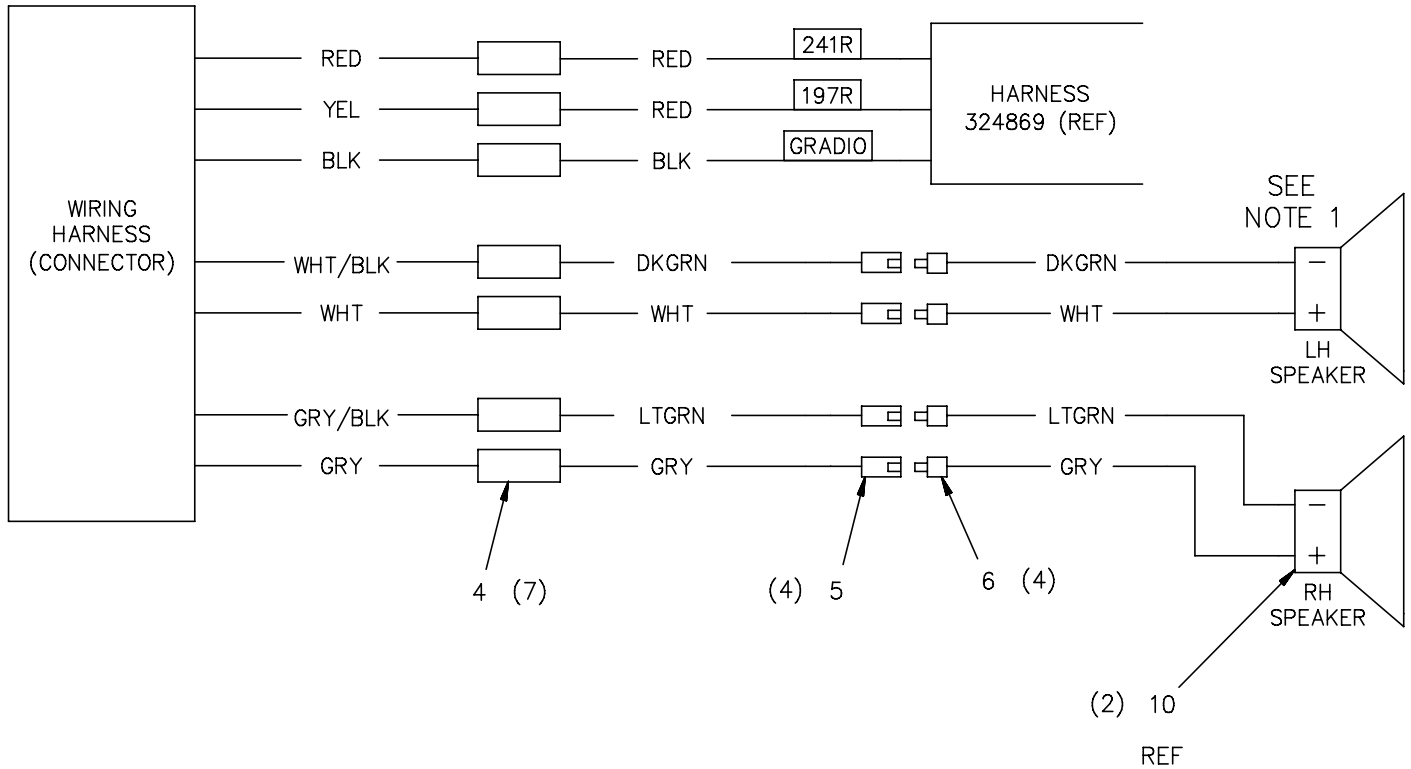 RED RED 241R
YEL RED 197R
HARNESS
324869 (REF)
BLK BLK GRADIO
WIRING
HARNESS
(CONNECTOR)
SEE
NOTE 1
WHT/BLK DKGRN DKGRN −
WHT WHT WHT +
LH
SPEAKER
GRY/BLK LTGRN LTGRN −
GRY GRY GRY +
RH
SPEAKER
4 (7) (4) 5 6 (4)
(2) 10
REF